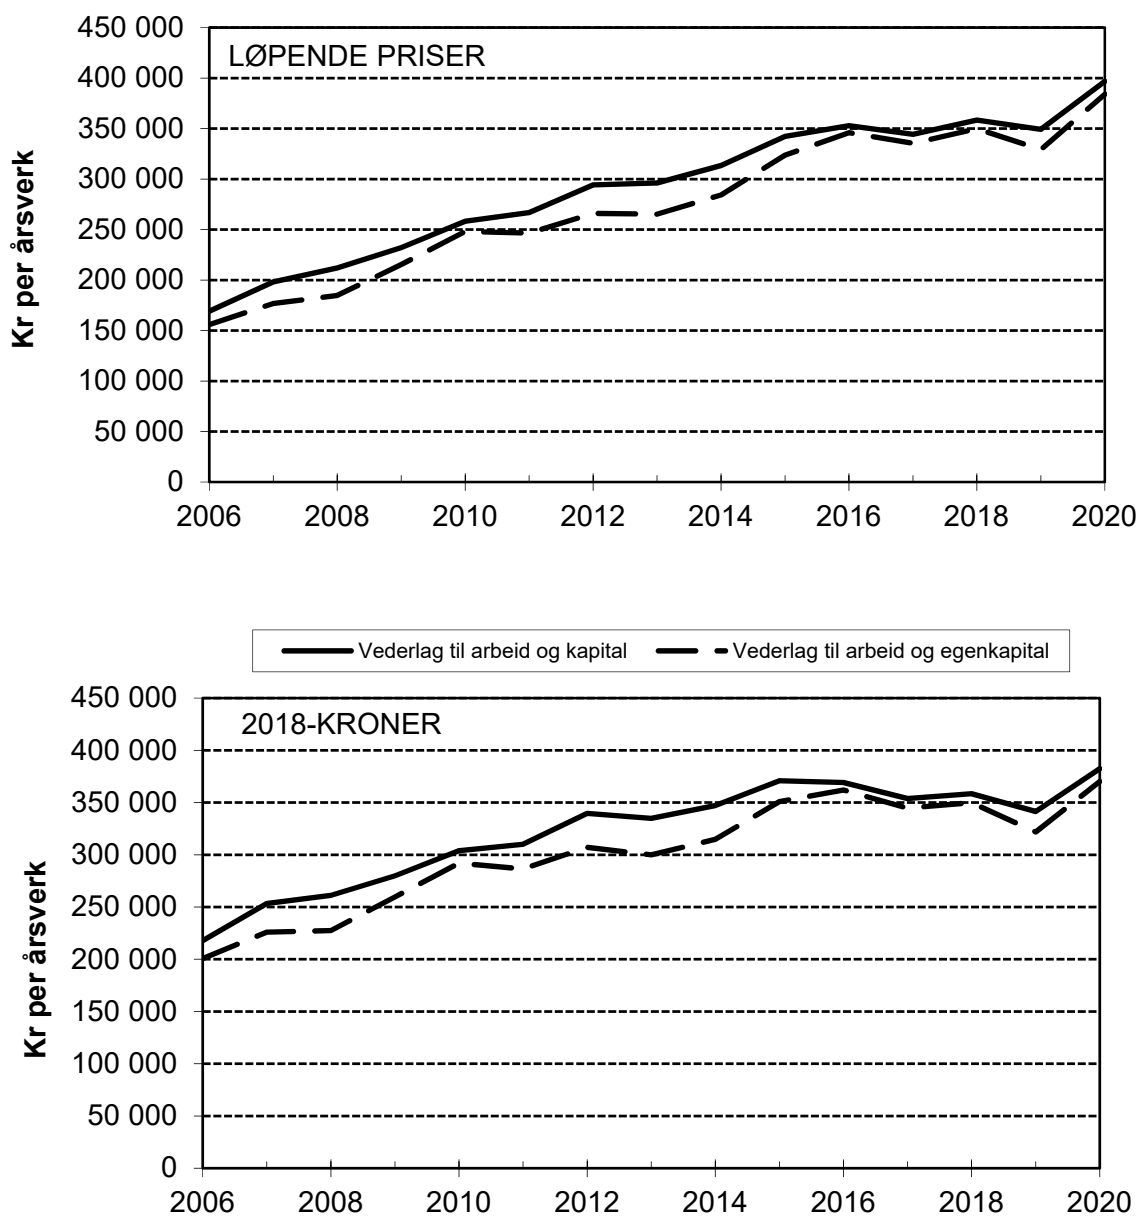 LØPENDE PRISER
Kr per årsverk
450 000
400 000
350 000
300 000
250 000
200 000
150 000
100 000
50 000
0
2006 2008 2010 2012 2014 2016 2018 2020
Vederlag til arbeid og kapital Vederlag til arbeid og egenkapital
2018-KRONER
Kr per årsverk
450 000
400 000
350 000
300 000
250 000
200 000
150 000
100 000
50 000
0
2006 2008 2010 2012 2014 2016 2018 2020